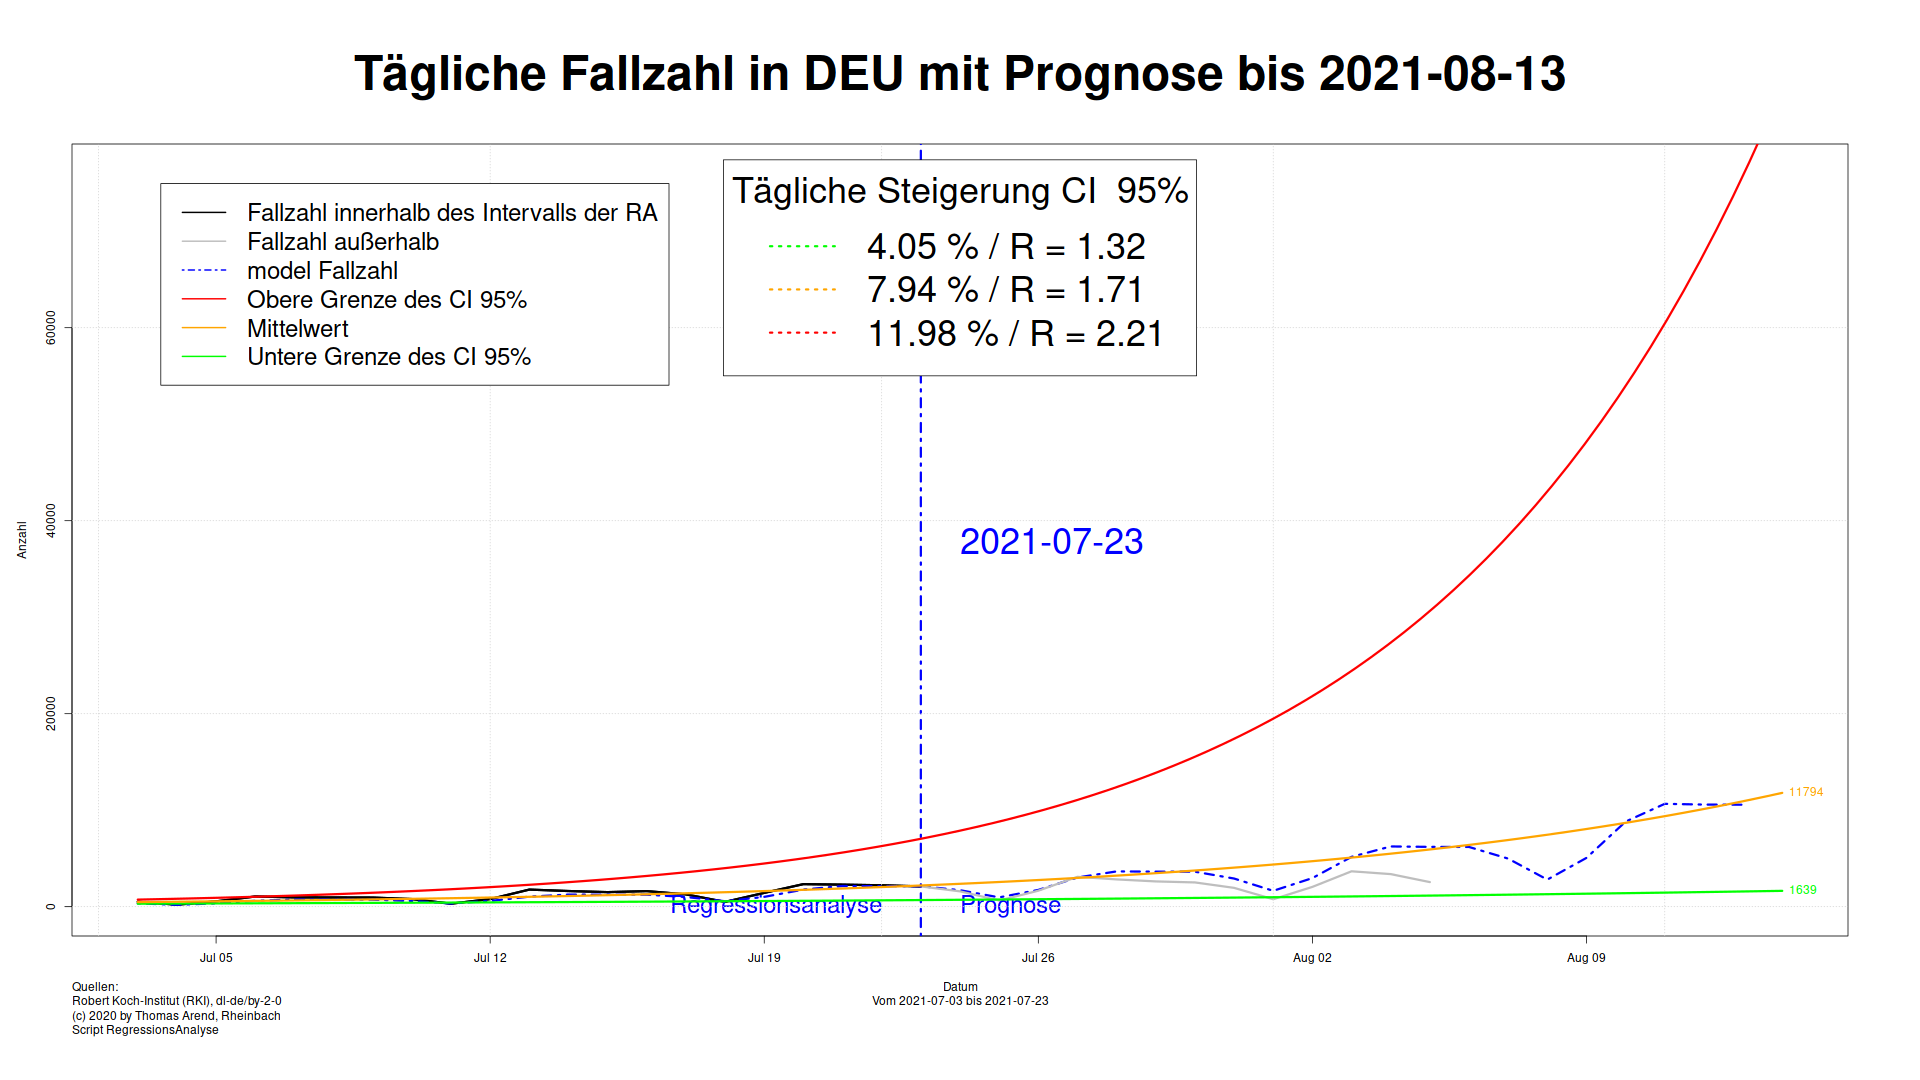 Tägliche Fallzahl in DEU mit Prognose bis 2021-08-13
Fallzahl innerhalb des Intervalls der RA
Fallzahl außerhalb
model Fallzahl
Obere Grenze des CI 95%
Mittelwert
Untere Grenze des CI 95%
Tägliche Steigerung CI 95%
4.05 % / R = 1.32
7.94 % / R = 1.71
11.98 % / R = 2.21
60000
40000
20000
0
Anzahl
2021-07-23
11794
1639
Regressionsanalyse
Prognose
Jul 05
Jul 12
Jul 19
Jul 26
Aug 02
Aug 09
Quellen:
Robert Koch-Institut (RKI), dl-de/by-2-0
(c) 2020 by Thomas Arend, Rheinbach
Script RegressionsAnalyse
Datum
Vom 2021-07-03 bis 2021-07-23